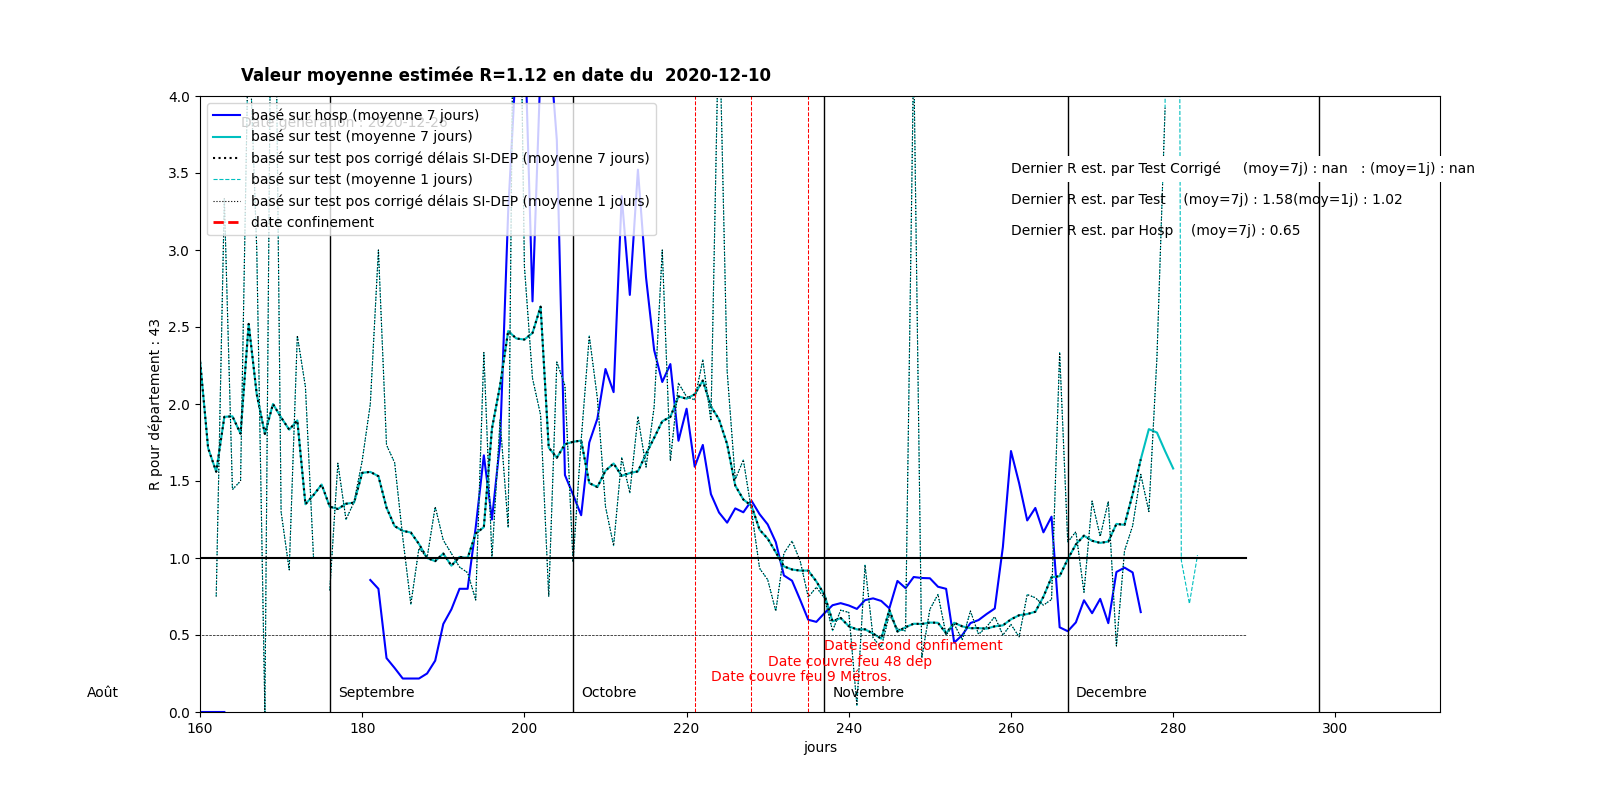 Valeur moyenne estimée R=1.12 en date du  2020-12-10
4.0
3.5
3.0
2.5
2.0
1.5
1.0
0.5
0.0
R pour département : 43
basé sur hosp (moyenne 7 jours)
basé sur test (moyenne 7 jours)
basé sur test pos corrigé délais SI-DEP (moyenne 7 jours)
basé sur test (moyenne 1 jours)
basé sur test pos corrigé délais SI-DEP (moyenne 1 jours)
date confinement
Dernier R est. par Test Corrigé     (moy=7j) : nan   : (moy=1j) : nan
Dernier R est. par Test    (moy=7j) : 1.58(moy=1j) : 1.02
Dernier R est. par Hosp    (moy=7j) : 0.65
Date second confinement
Date couvre feu 48 dep
Date couvre feu 9 Metros.
Août
Septembre
Octobre
Novembre
Decembre
160
180
200
220
240
260
280
300
jours